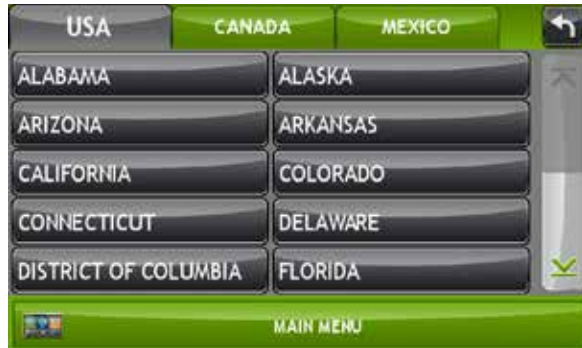 USA CANADA MEXICO
ALABAMA ALASKA
ARIZONA ARKANSAS
CALIFORNIA COLORADO
CONNECTICUT DELAWARE
DISTRICT OF COLUMBIA FLORIDA
MAIN MENU